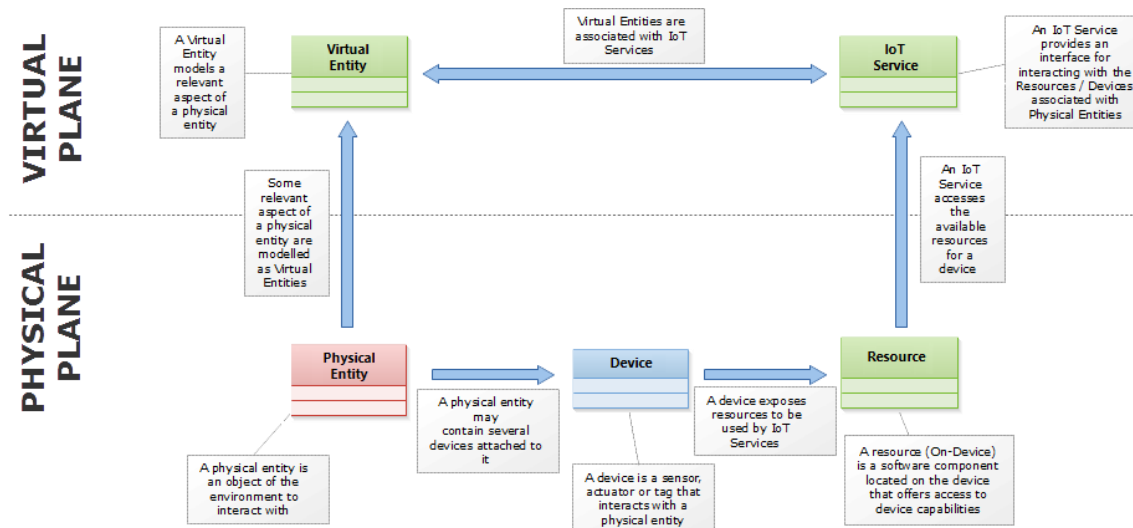 VIRTUAL
PLANE
A Virtual
Entity
models a
relevant
aspect of
a physical
entity
Virtual
Entity
Virtual Entities are
associated with IoT
Services
IoT
Service
An IoT Service
provides an
interface for
interacting with the
Resources / Devices
associated with
Physical Entities
Some
relevant
aspect of
a physical
entity are
modelled
as Virtual
Entities
An IoT
Service
accesses
the
available
resources
for a
device
PHYSICAL
PLANE
Physical
Entity
Device
Resource
A physical entity
may
contain several
devices attached to
it
A device exposes
resources to be
used by IoT
Services
A physical entity is
an object of the
environment to
interact with
A device is a sensor,
actuator or tag that
interacts with a
physical entity
A resource (On-Device)
is a software component
located on the device
that offers access to
device capabilities